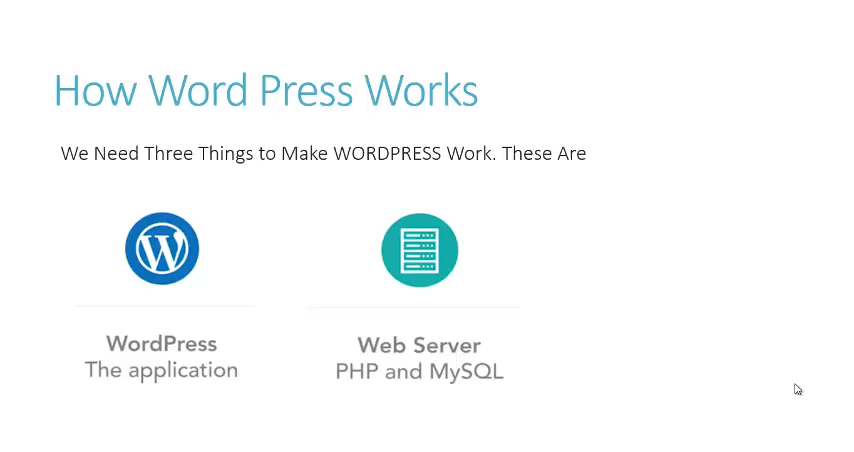 How Word Press Works
We Need Three Things to Make WORDPRESS Work. These Are
WordPress
The application
Web Server
PHP and MySQL